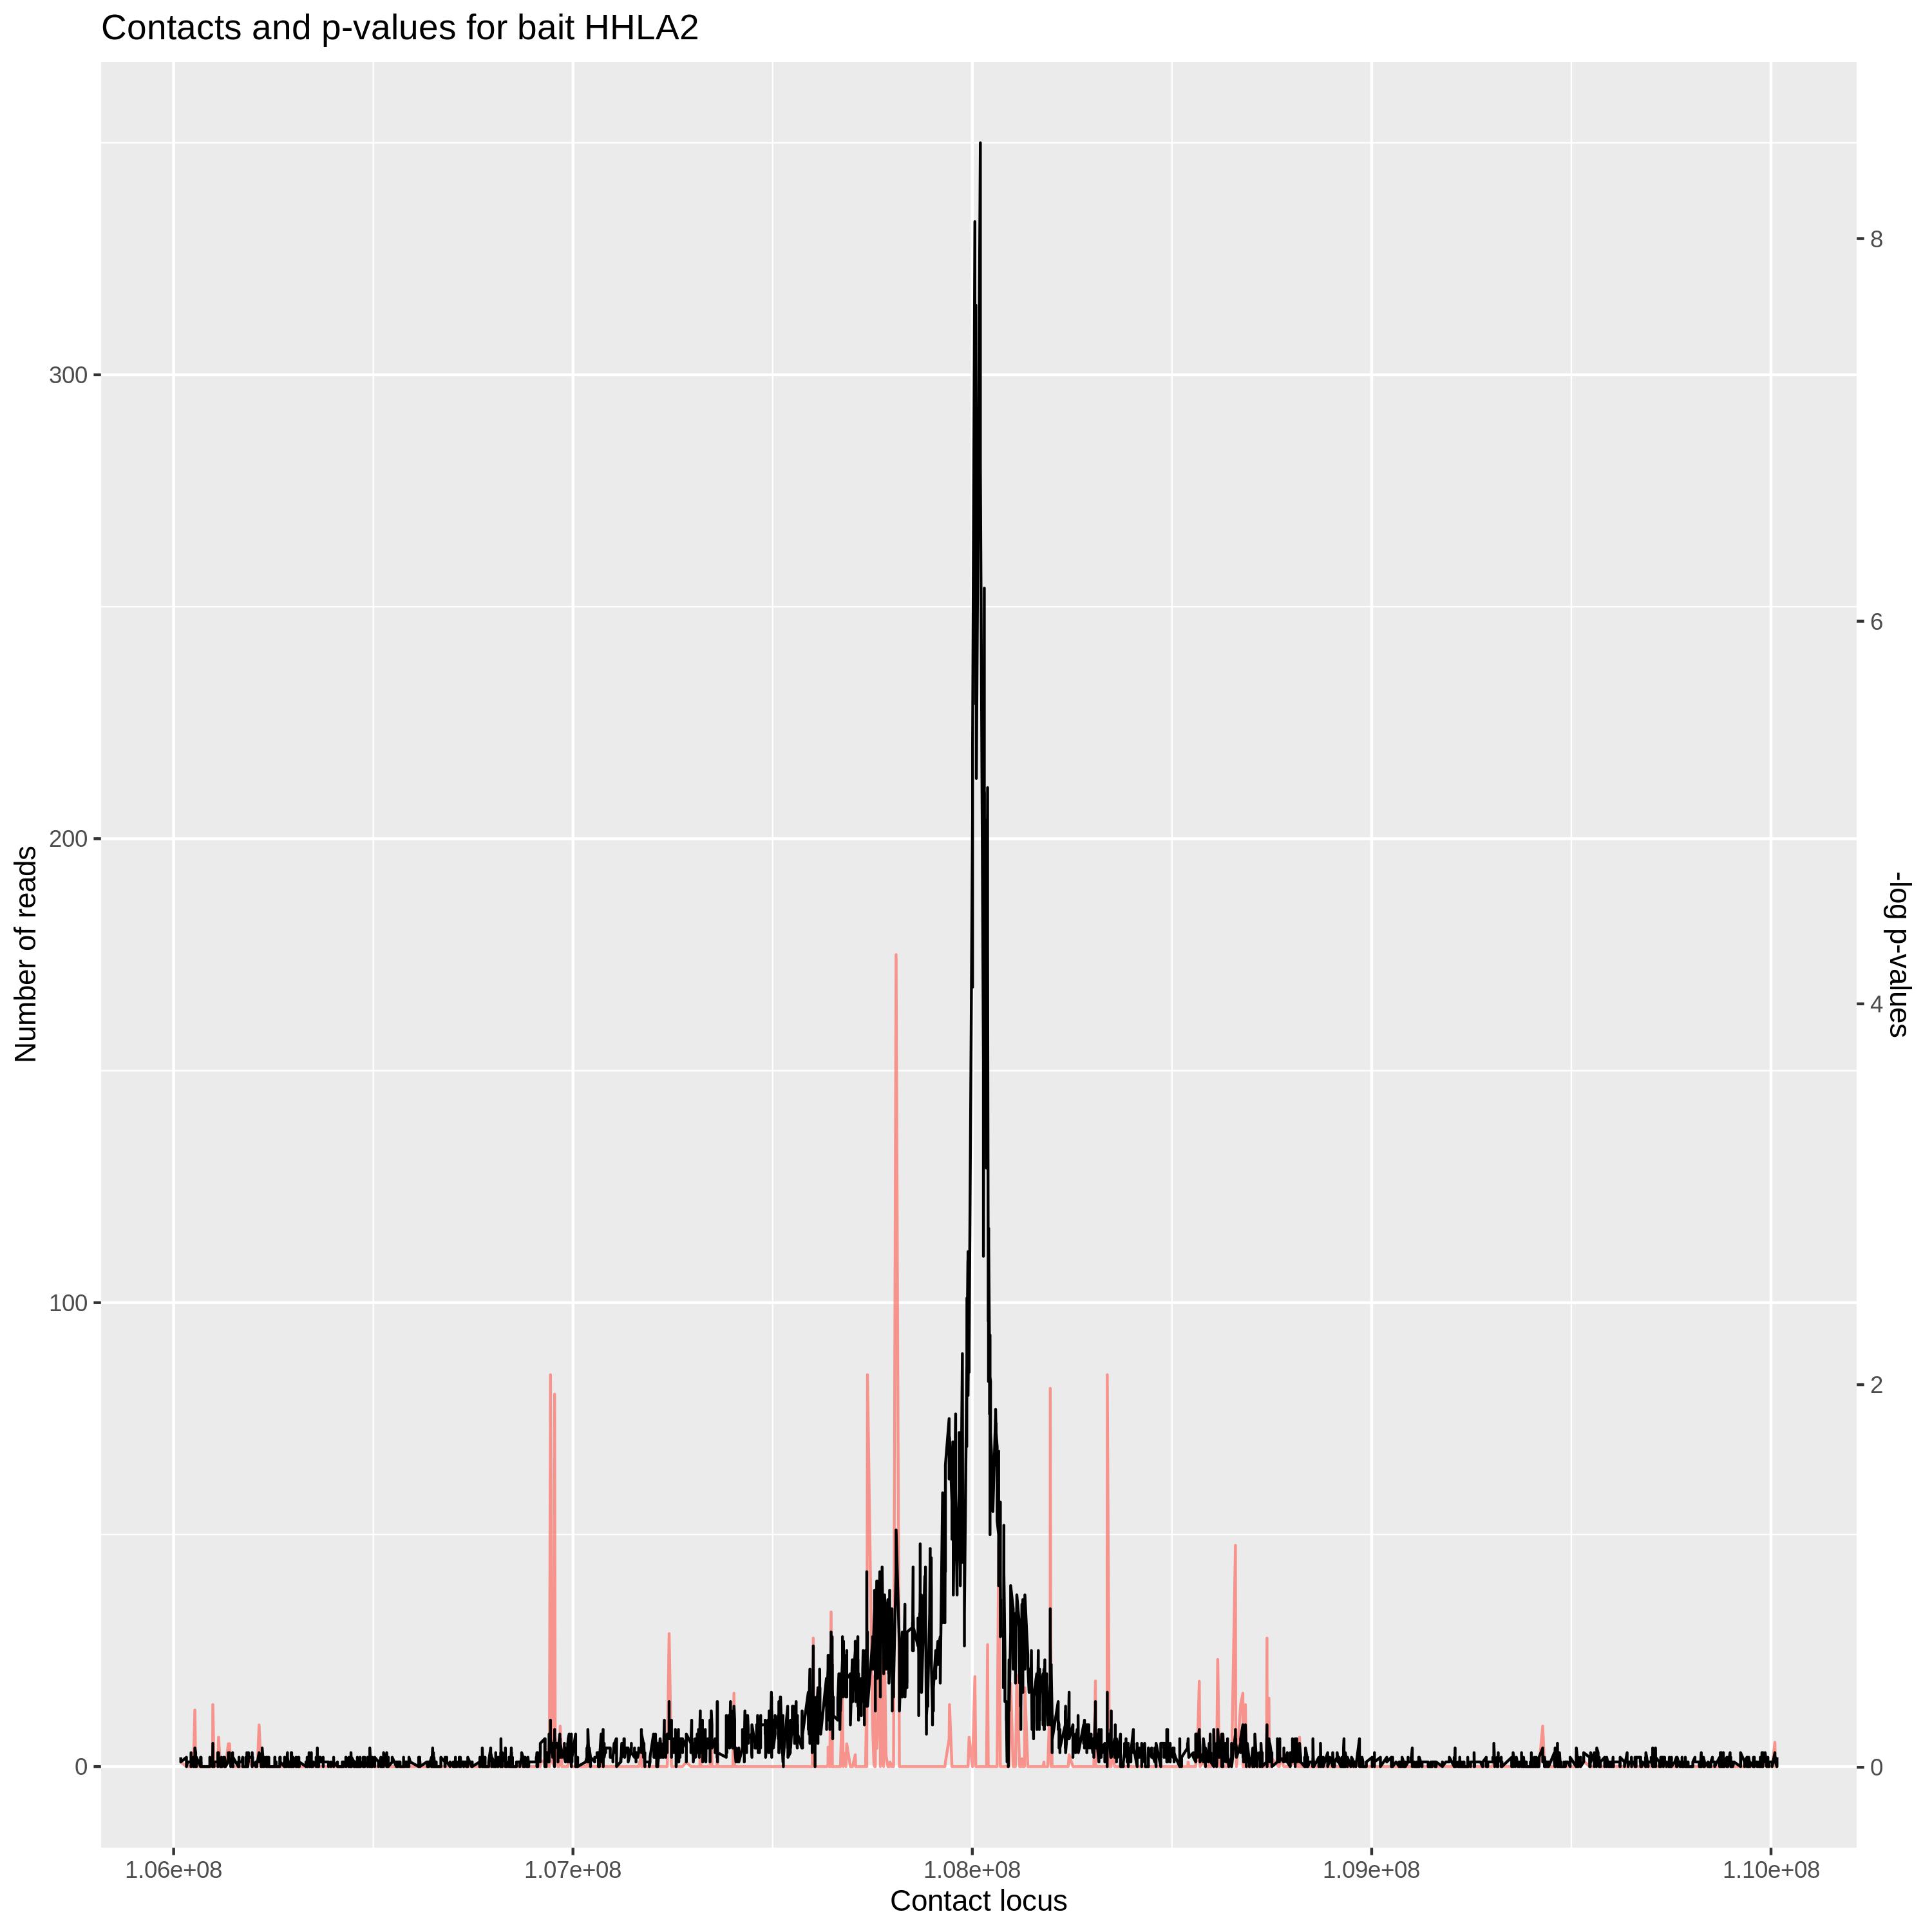 Contacts and p-values for bait HHLA2
Number of reads
300
200
100
0
8
6
4
2
0
-log p-values
1.06e+08
1.07e+08
1.08e+08
1.09e+08
1.10e+08
Contact locus